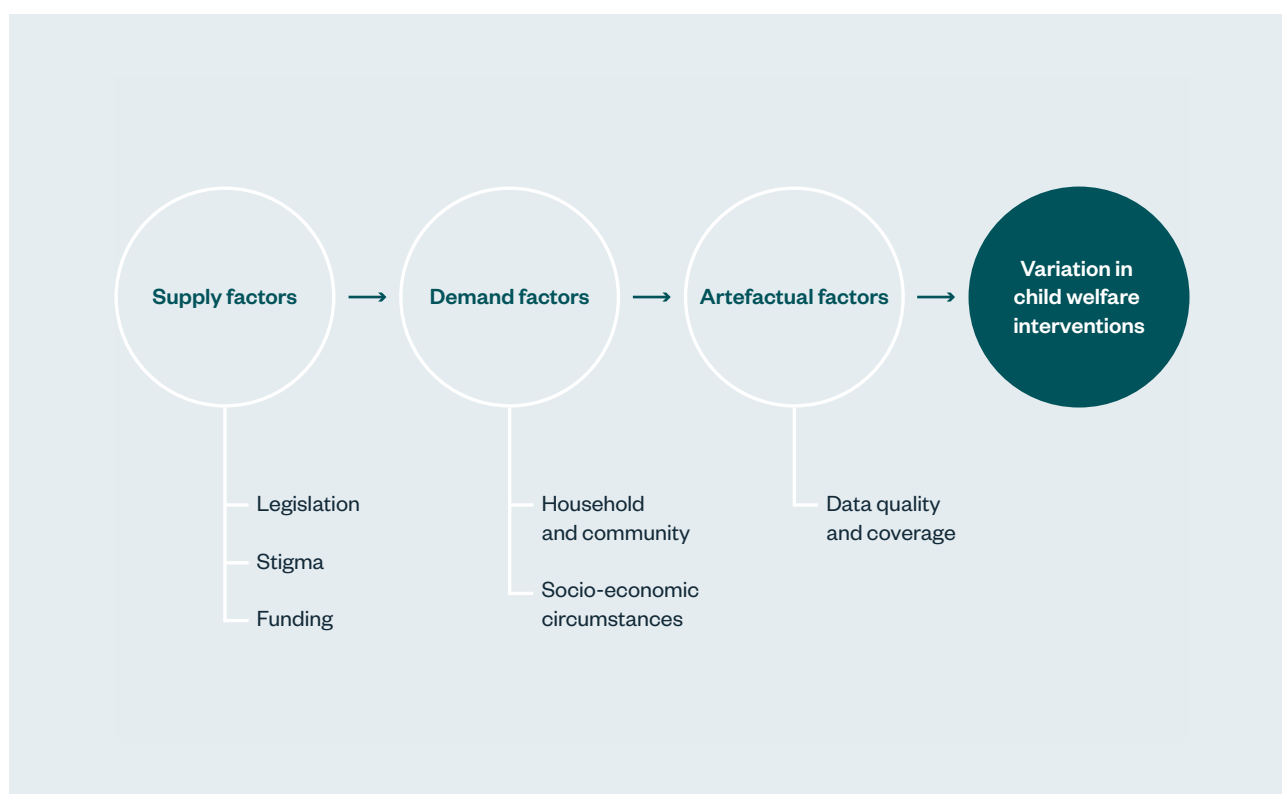 Supply factors
Demand factors
Artefactual factors
Variation in
child welfare
interventions
Legislation
Stigma
Funding
Household
and community
Socio-economic
circumstances
Data quality
and coverage